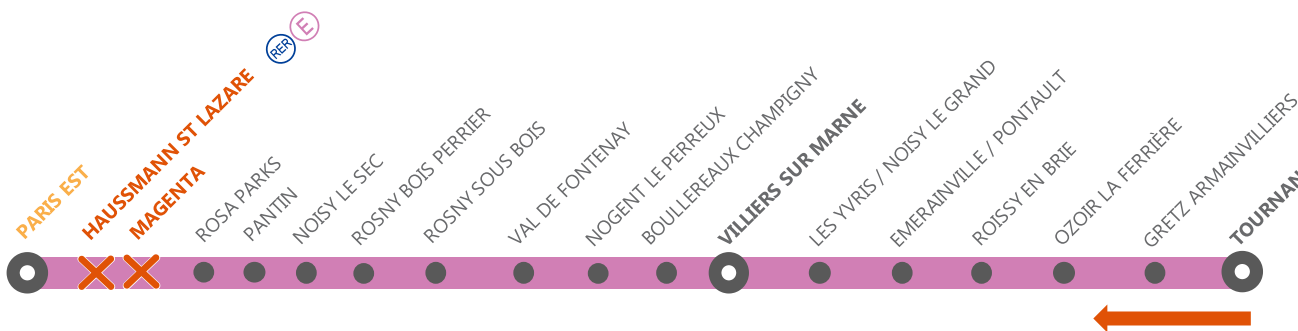 PARIS EST
HAUSSMANN ST LAZARE
RER
E
MAGENTA
ROSA PARKS
PANTIN
NOISY LE SEC
ROSNY BOIS PERRIER
ROSNY SOUS BOIS
VAL DE FONTENAY
NOGENT LE PERREUX
BOULLEREAUX CHAMPIGNY
VILLIERS SUR MARNE
LES YVRIS / NOISY LE GRAND
EMERAINVILLE / PONTAULT
ROISSY EN BRIE
OZOIR LA FERRIÈRE
GRETZ ARMAINVILLIERS
TOURNAN